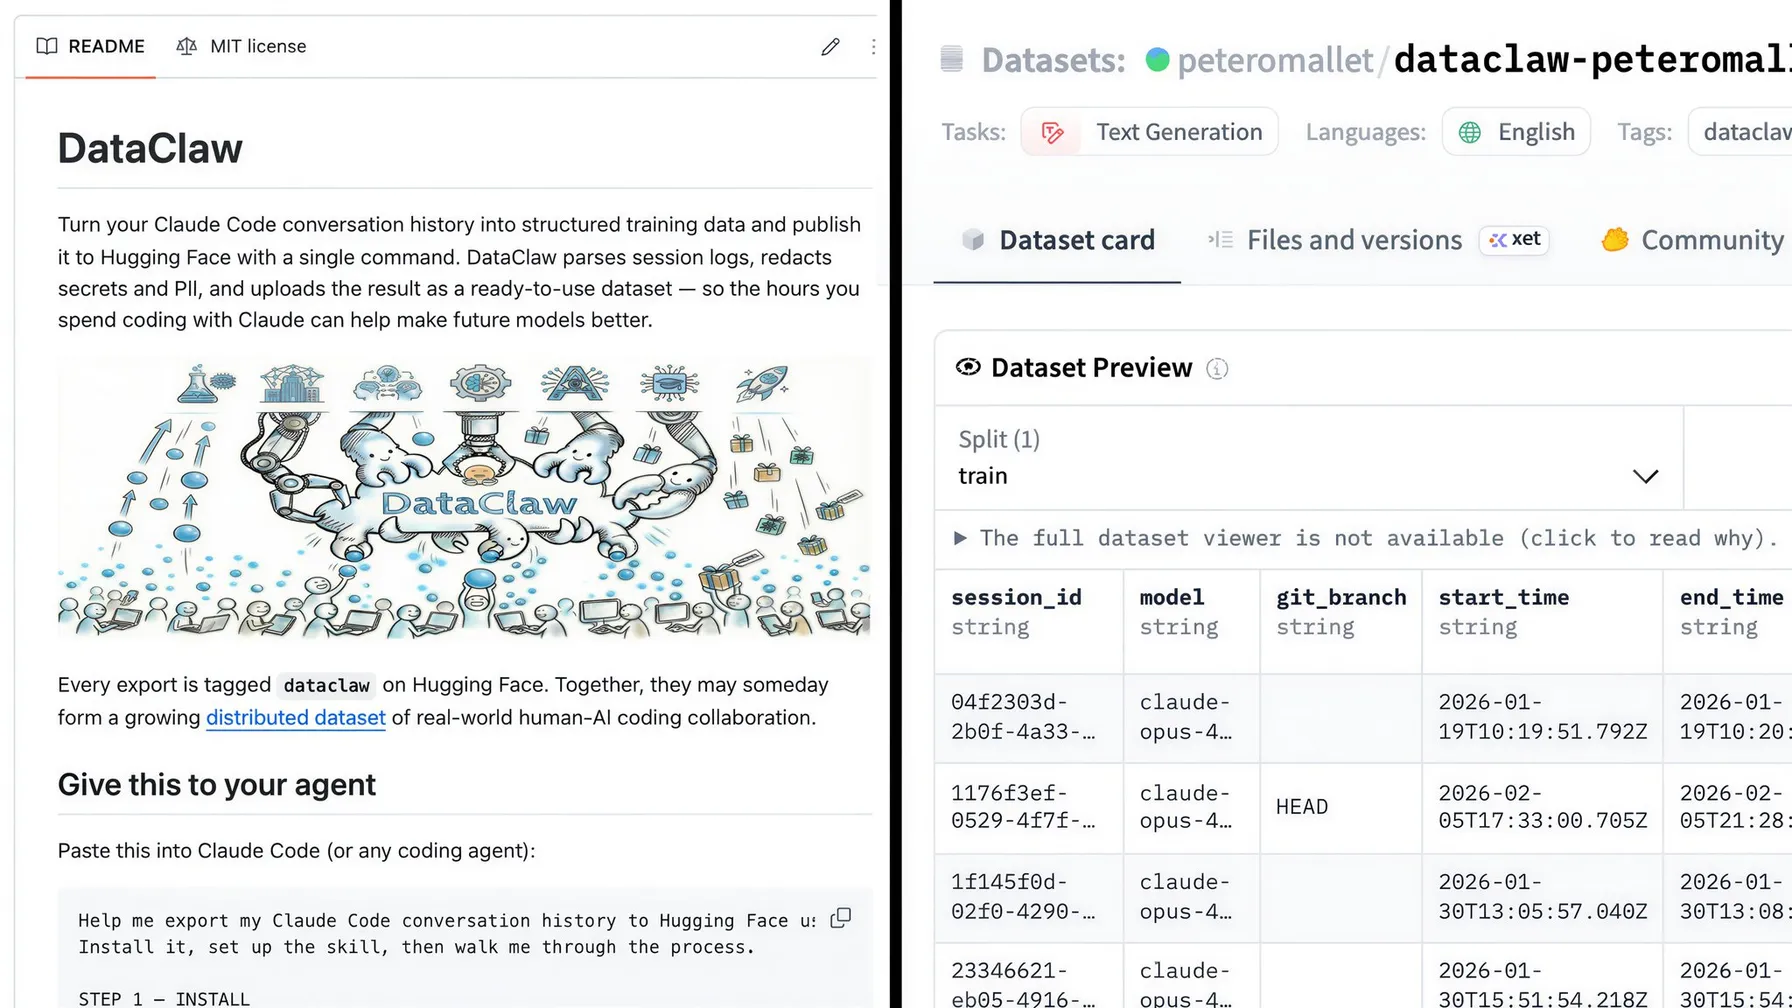 README
MIT license
DataClaw
Turn your Claude Code conversation history into structured training data and publish
it to Hugging Face with a single command. DataClaw parses session logs, redacts
secrets and PII, and uploads the result as a ready-to-use dataset — so the hours you
spend coding with Claude can help make future models better.
DataClaw
Every export is tagged dataclaw on Hugging Face. Together, they may someday
form a growing distributed dataset of real-world human-AI coding collaboration.
Give this to your agent
Paste this into Claude Code (or any coding agent):
Help me export my Claude Code conversation history to Hugging Face u
Install it, set up the skill, then walk me through the process.
STEP 1 — INSTALL
Datasets: peteromallet/dataclaw-peteromall
Tasks: Text Generation Languages: English Tags: dataclaw
Dataset card
Files and versions
xet
Community
Dataset Preview
Split (1)
train
The full dataset viewer is not available (click to read why).
session_id model git_branch start_time end_time
string string string string string
04f2303d- claude- 2026-01- 2026-01-
2b0f-4a33-… opus-4… 19T10:19:51.792Z 19T10:20:
1176f3ef- claude- 2026-02- 2026-02-
HEAD
0529-4f7f-… opus-4… 05T17:33:00.705Z 05T21:28:
1f145f0d- claude- 2026-01- 2026-01-
02f0-4290-… opus-4… 30T13:05:57.040Z 30T13:08:
23346621- claude- 2026-01- 2026-01-
eb05-4916-… opus-4… 30T15:51:54.218Z 30T15:54: